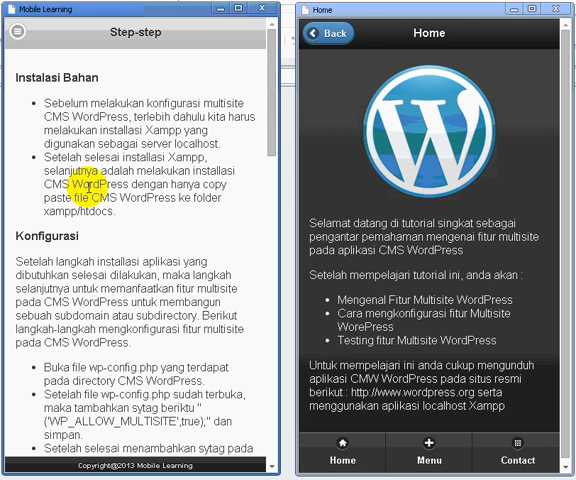 Mobile Learning
Step-step
Instalasi Bahan
Sebelum melakukan konfigurasi multisite
CMS WordPress, terlebih dahulu kita harus
melakukan installasi Xampp yang
digunakan sebagai server localhost.
Setelah selesai installasi Xampp,
selanjutnya adalah melakukan installasi
CMS WordPress dengan hanya copy
paste file CMS WordPress ke folder
xampp/htdocs.
Konfigurasi
Setelah langkah installasi aplikasi yang
dibutuhkan selesai dilakukan, maka langkah
selanjutnya untuk memanfaatkan fitur multisite
pada CMS WordPress untuk membangun
sebuah subdomain atau subdirectory. Berikut
langkah-langkah mengkonfigurasi fitur multisite
pada CMS WordPress.
Buka file wp-config.php yang terdapat
pada directory CMS WordPress.
Setelah file wp-config.php sudah terbuka,
maka tambahkan sytag beriktu "
('WP_ALLOW_MULTISITE',true);" dan
simpan.
Setelah selesai menambahkan sytag pada
Copyright@2013 Mobile Learning
Home
Back
Home
W
Selamat datang di tutorial singkat sebagai
pengantar pemahaman mengenai fitur multisite
pada aplikasi CMS WordPress
Setelah mempelajari tutorial ini, anda akan :
Mengenal Fitur Multisite WordPress
Cara mengkonfigurasi fitur Multisite
WorePress
Testing fitur Multisite WordPress
Untuk mempelajari ini anda cukup mengunduh
aplikasi CMW WordPress pada situs resmi
berikut : http://www.wordpress.org serta
menggunakan aplikasi localhost Xampp
Home
Menu
Contact